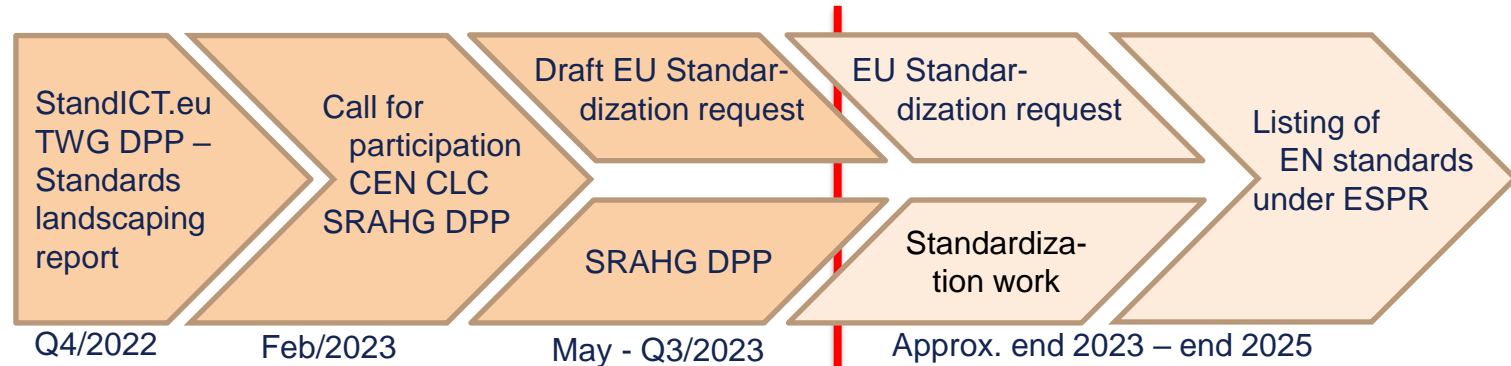 StandICT.eu
TWG DPP –
Standards
landscaping
report
Call for
participation
CEN CLC
SRAHG DPP
Draft EU Standar-
dization request
SRAHG DPP
EU Standar-
dization request
Standardiza-
tion work
Listing of
EN standards
under ESPR
Q4/2022
Feb/2023
May - Q3/2023
Approx. end 2023 – end 2025